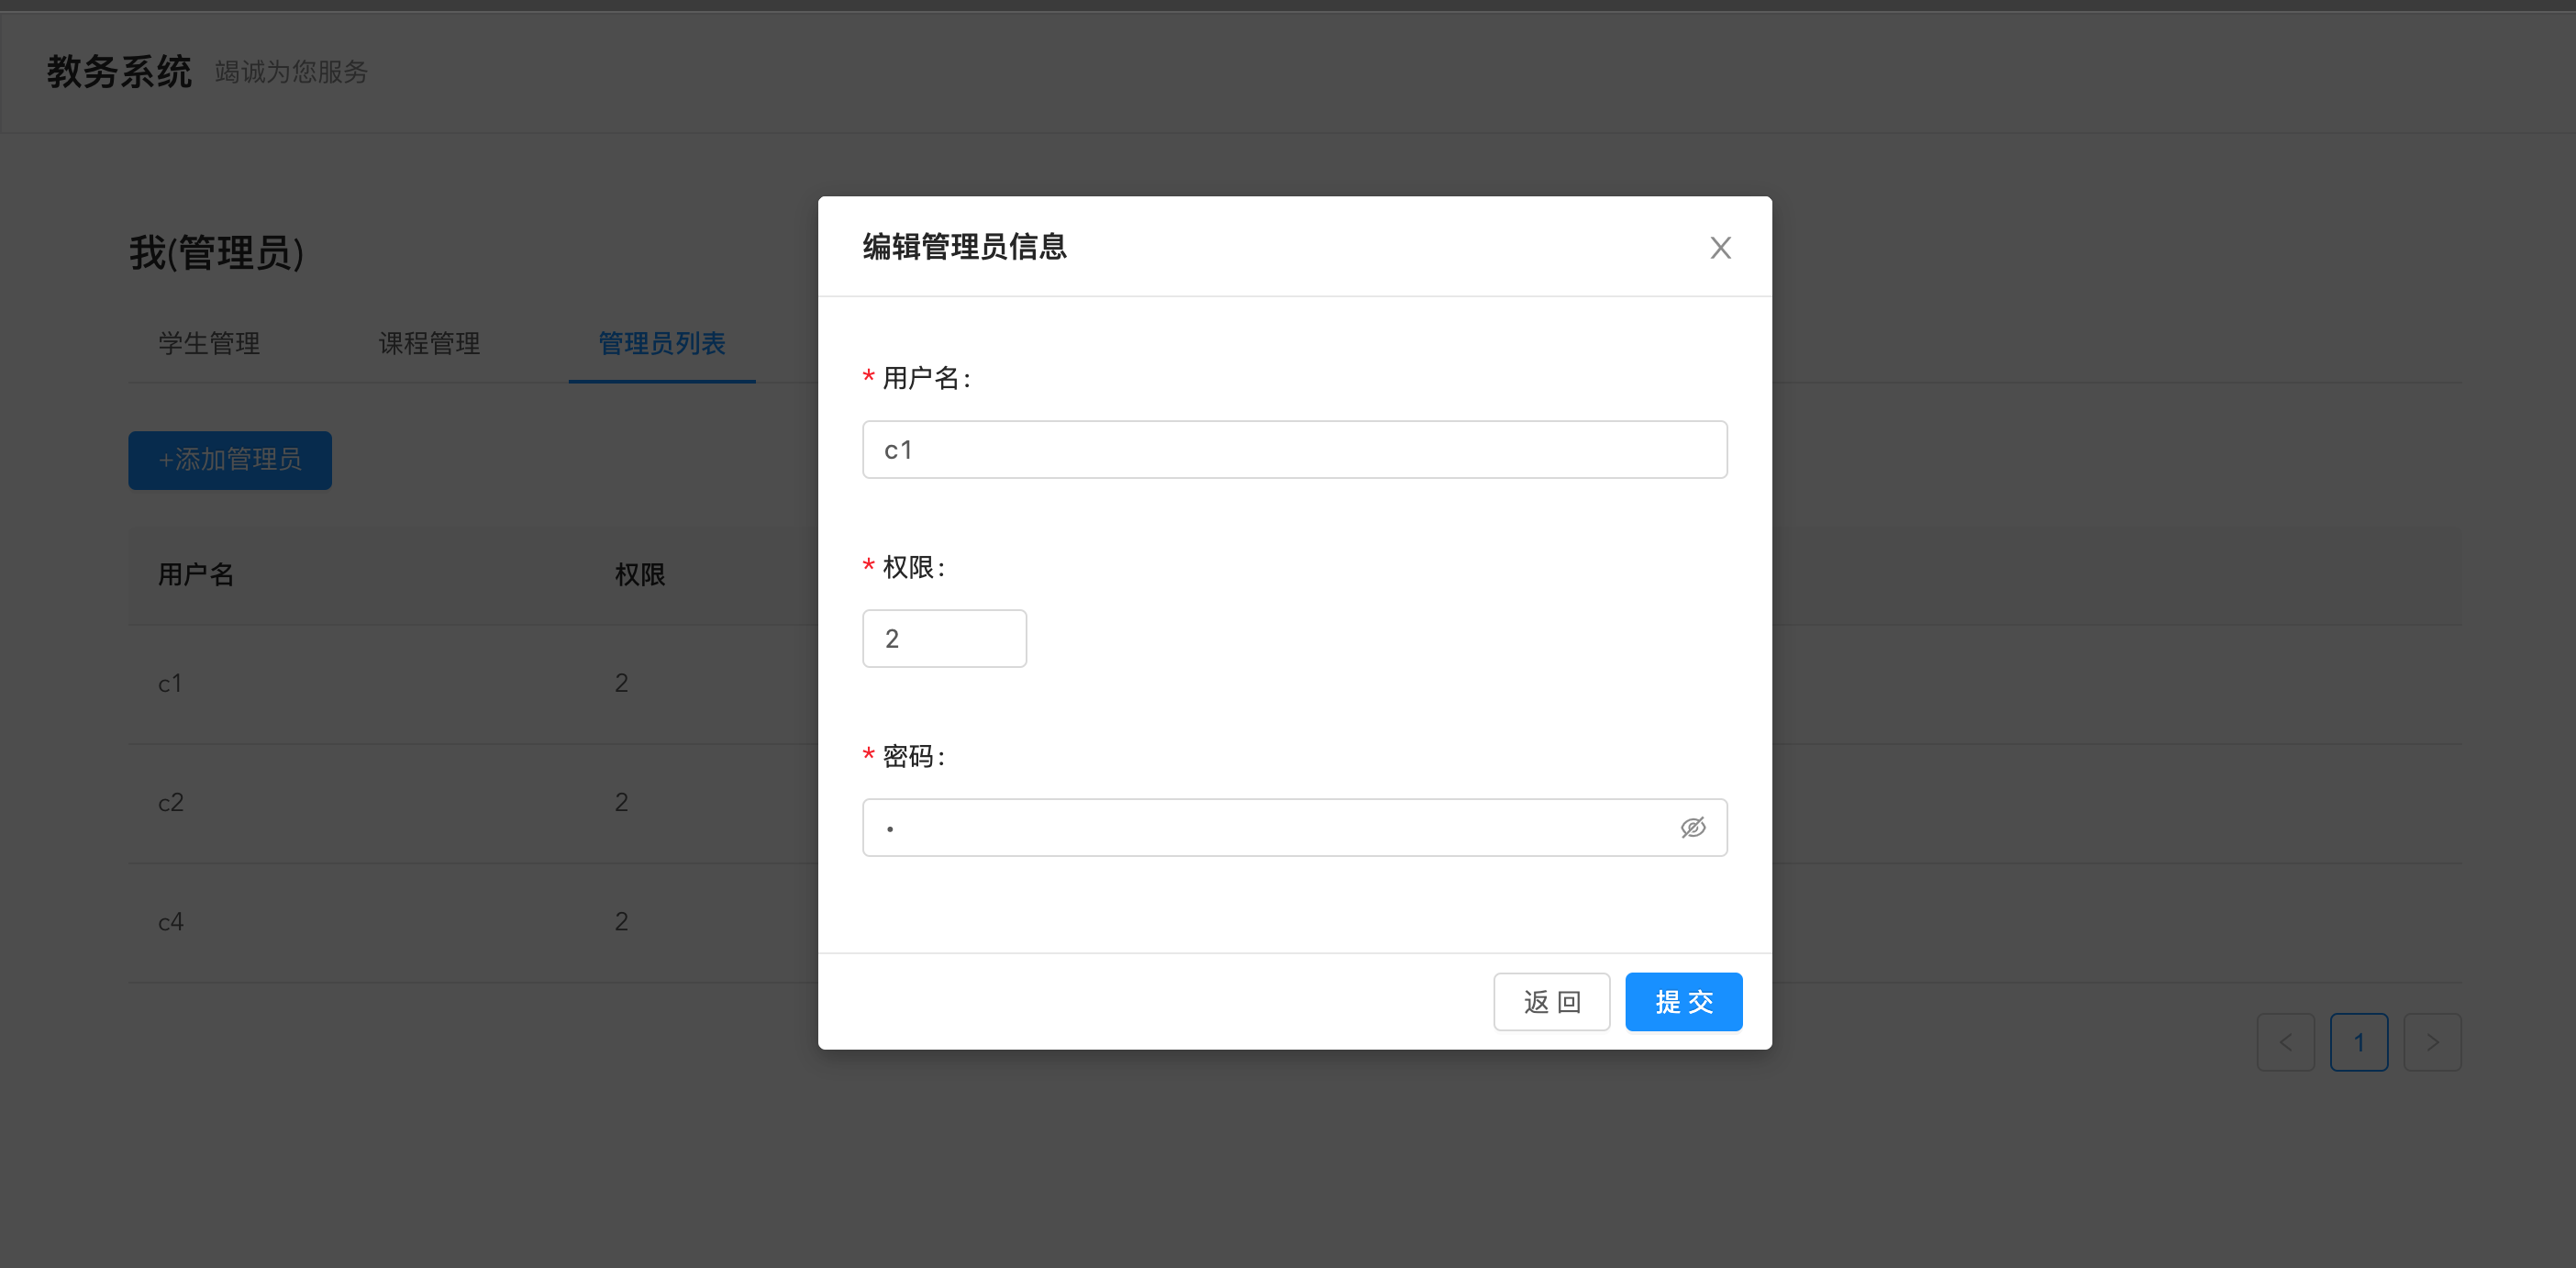 教务系统 竭诚为您服务
我(管理员)
学生管理 课程管理 管理员列表
+添加管理员
用户名 权限
c1 2
c2 2
c4 2
< 1 >
编辑管理员信息
* 用户名:
c1
* 权限:
2
* 密码:
•
返 回 提 交